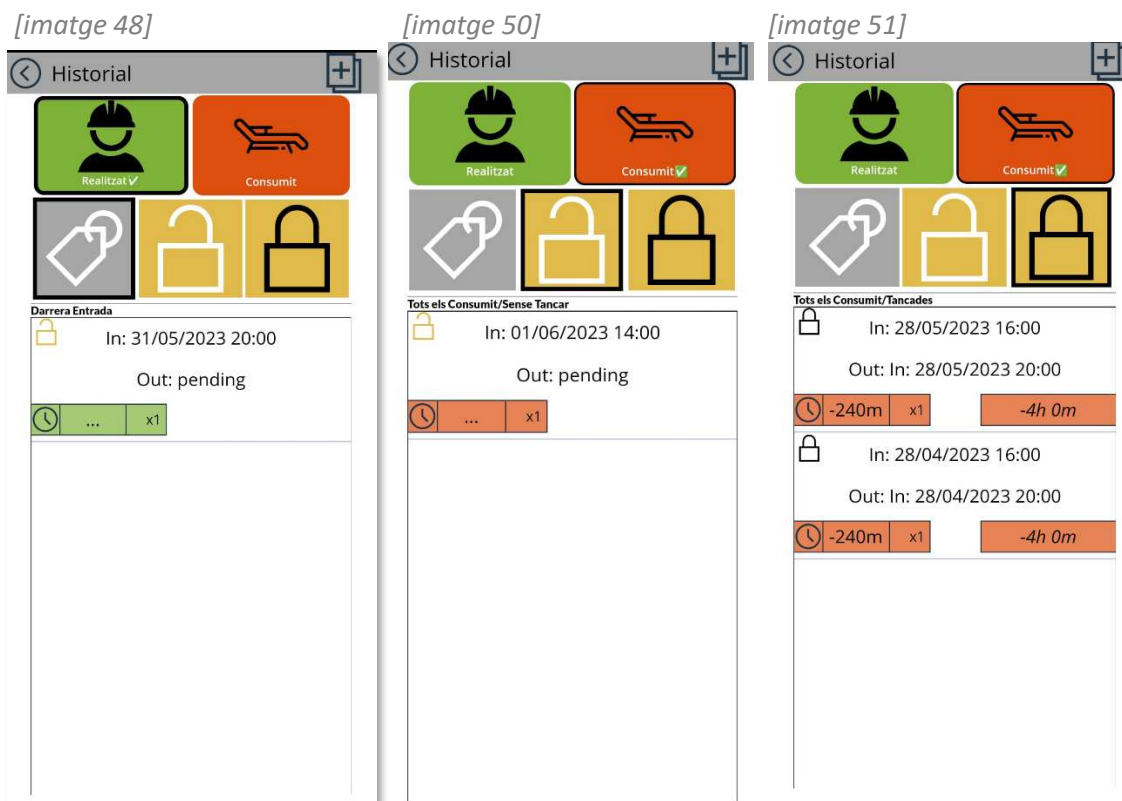 [imatge 48]
Historial
Realitzat✓
Consumit
Darrera Entrada
In: 31/05/2023 20:00
Out: pending
... x1
[imatge 50]
Historial
Realitzat
Consumit✅
Tots els Consumit/Sense Tancar
In: 01/06/2023 14:00
Out: pending
... x1
[imatge 51]
Historial
Realitzat
Consumit✅
Tots els Consumit/Tancades
In: 28/05/2023 16:00
Out: In: 28/05/2023 20:00
-240m x1 -4h 0m
In: 28/04/2023 16:00
Out: In: 28/04/2023 20:00
-240m x1 -4h 0m